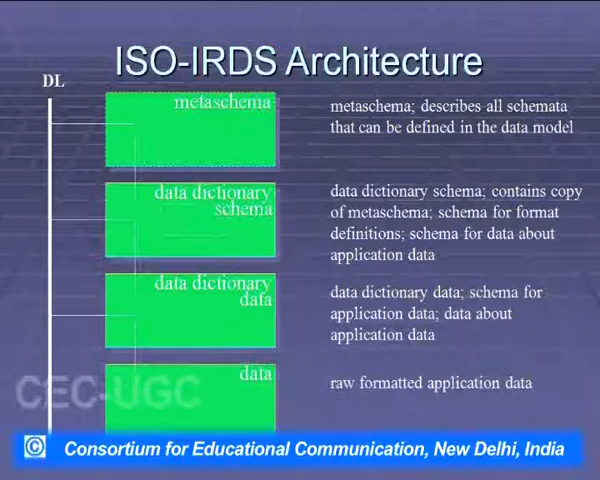 ISO-IRDS Architecture
DL
metaschema
metaschema; describes all schemata
that can be defined in the data model
data dictionary
schema
data dictionary schema; contains copy
of metaschema; schema for format
definitions; schema for data about
application data
data dictionary
data
data dictionary data; schema for
application data; data about
application data
data
raw formatted application data
CEC-UGC
© Consortium for Educational Communication, New Delhi, India